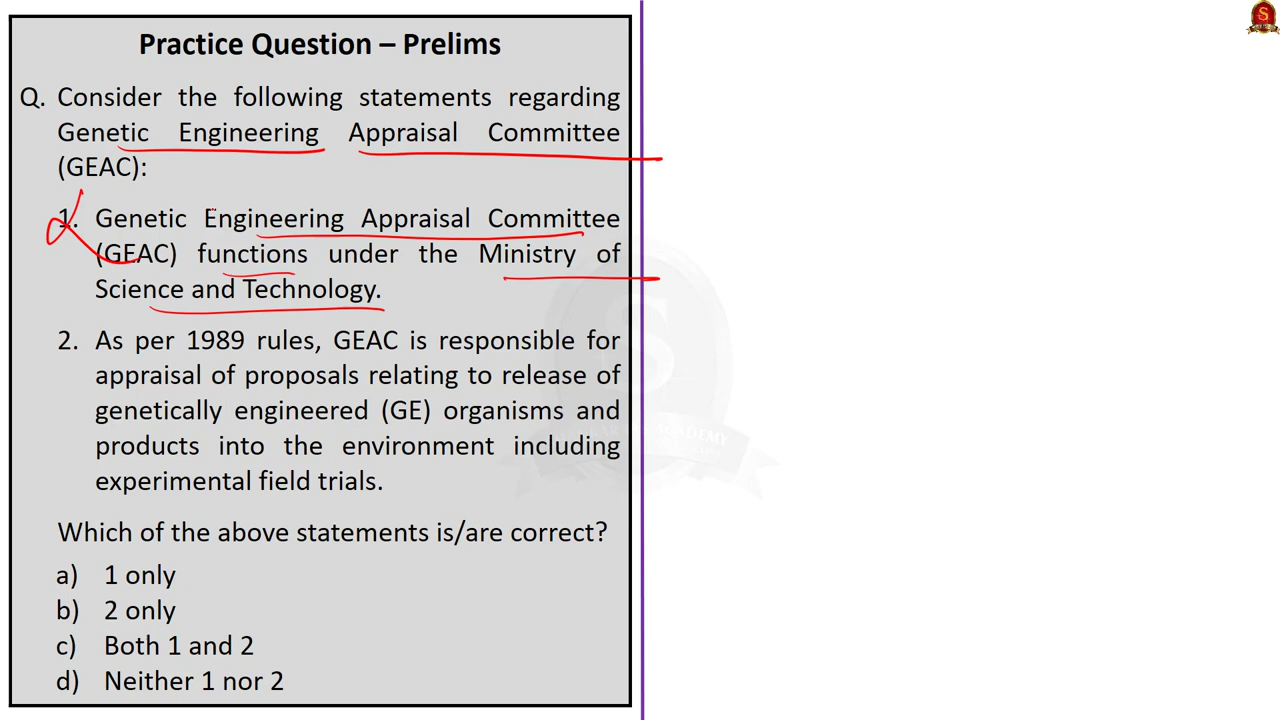 Practice Question – Prelims
Q. Consider the following statements regarding
Genetic Engineering Appraisal Committee
(GEAC):
1. Genetic Engineering Appraisal Committee
(GEAC) functions under the Ministry of
Science and Technology.
2. As per 1989 rules, GEAC is responsible for
appraisal of proposals relating to release of
genetically engineered (GE) organisms and
products into the environment including
experimental field trials.
Which of the above statements is/are correct?
a) 1 only
b) 2 only
c) Both 1 and 2
d) Neither 1 nor 2